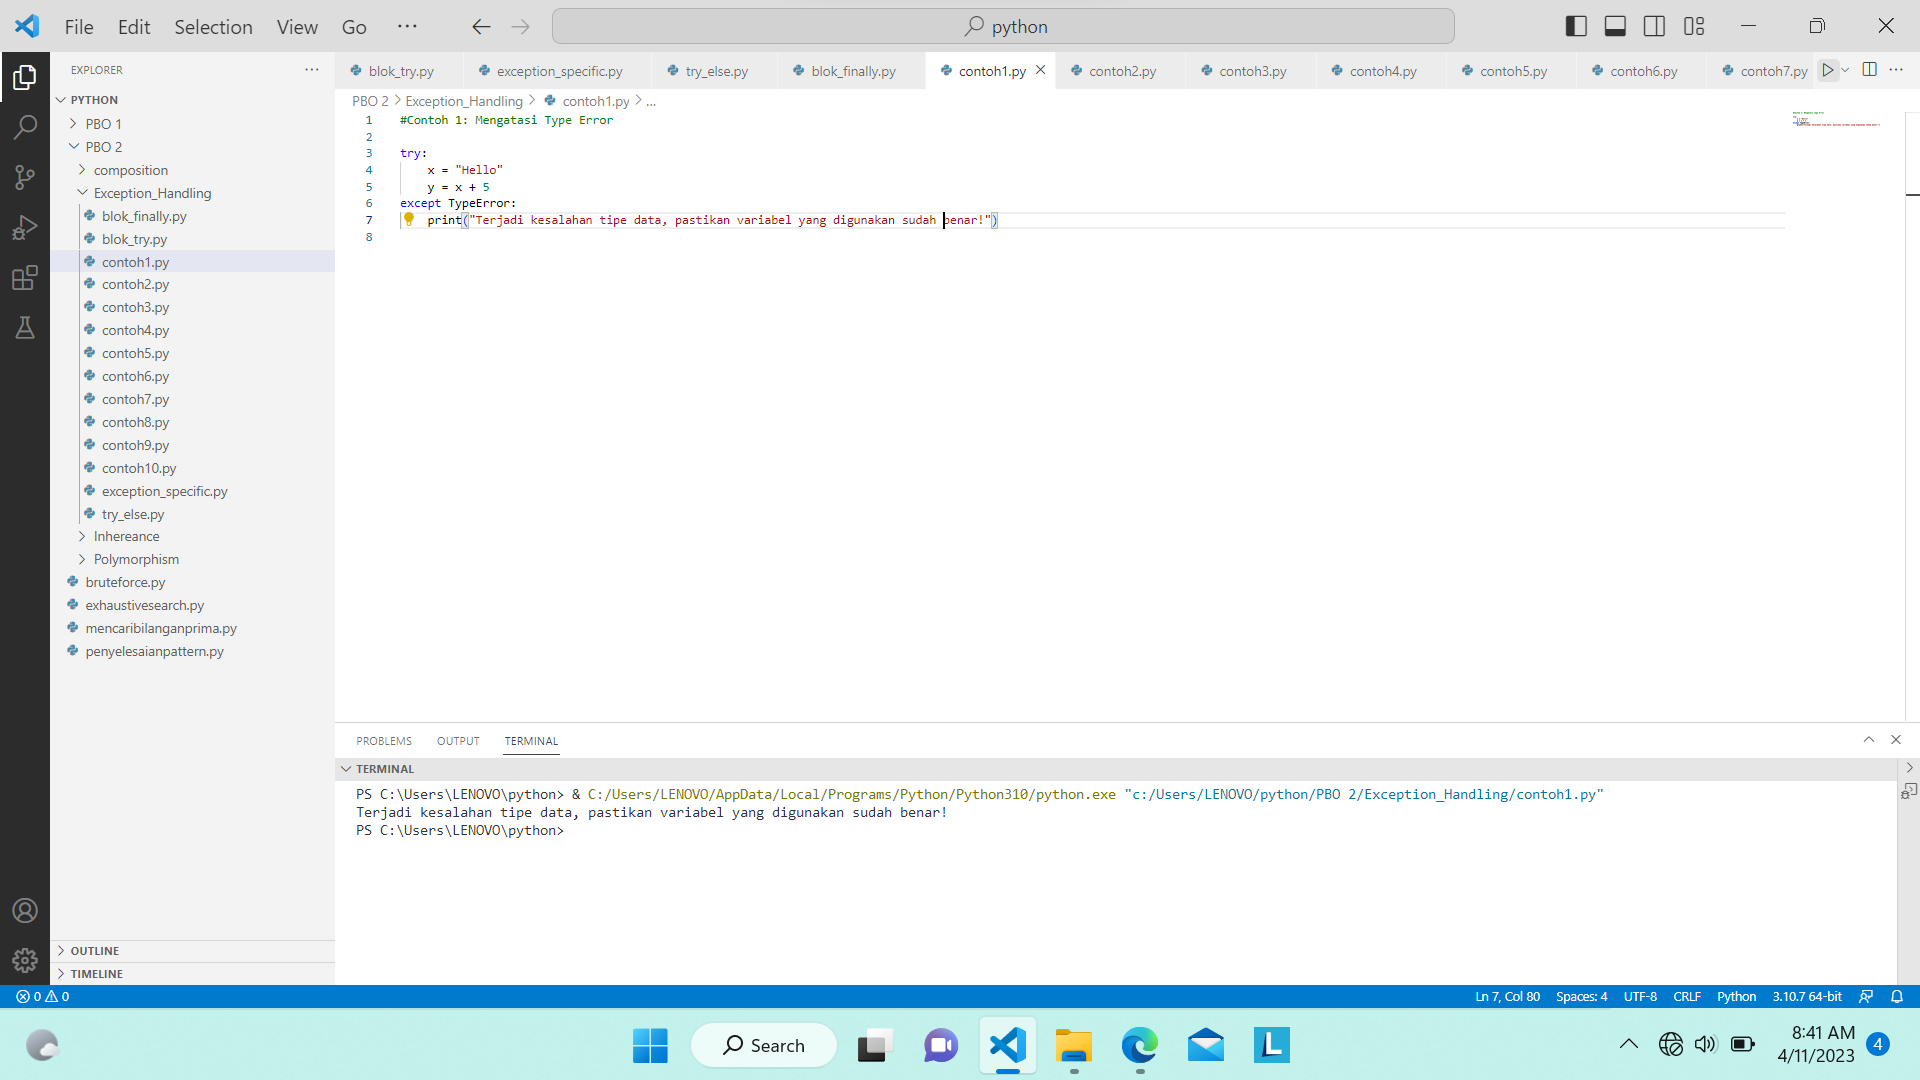 File Edit Selection View Go ··· python
EXPLORER ···
blok_try.py exception_specific.py try_else.py blok_finally.py contoh1.py contoh2.py contoh3.py contoh4.py contoh5.py contoh6.py contoh7.py ···
PYTHON
PBO 1
PBO 2
composition
Exception_Handling
blok_finally.py
blok_try.py
contoh1.py
contoh2.py
contoh3.py
contoh4.py
contoh5.py
contoh6.py
contoh7.py
contoh8.py
contoh9.py
contoh10.py
exception_specific.py
try_else.py
Inhereance
Polymorphism
bruteforce.py
exhaustivesearch.py
mencaribilanganprima.py
penyelesaianpattern.py
OUTLINE
TIMELINE
PBO 2 > Exception_Handling > contoh1.py > ...
1 #Contoh 1: Mengatasi Type Error
2
3 try:
4 x = "Hello"
5 y = x + 5
6 except TypeError:
7 print("Terjadi kesalahan tipe data, pastikan variabel yang digunakan sudah benar!")
8
PROBLEMS OUTPUT TERMINAL
TERMINAL
PS C:\Users\LENOVO\python> & C:/Users/LENOVO/AppData/Local/Programs/Python/Python310/python.exe "c:/Users/LENOVO/python/PBO 2/Exception_Handling/contoh1.py"
Terjadi kesalahan tipe data, pastikan variabel yang digunakan sudah benar!
PS C:\Users\LENOVO\python>
0 0 Ln 7, Col 80 Spaces: 4 UTF-8 CRLF Python 3.10.7 64-bit
Search L 8:41 AM
4/11/2023 4